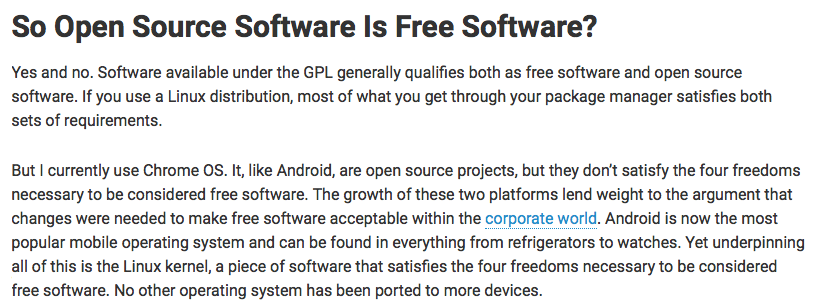 So Open Source Software Is Free Software?
Yes and no. Software available under the GPL generally qualifies both as free software and open source
software. If you use a Linux distribution, most of what you get through your package manager satisfies both
sets of requirements.
But I currently use Chrome OS. It, like Android, are open source projects, but they don’t satisfy the four freedoms
necessary to be considered free software. The growth of these two platforms lend weight to the argument that
changes were needed to make free software acceptable within the corporate world. Android is now the most
popular mobile operating system and can be found in everything from refrigerators to watches. Yet underpinning
all of this is the Linux kernel, a piece of software that satisfies the four freedoms necessary to be considered
free software. No other operating system has been ported to more devices.